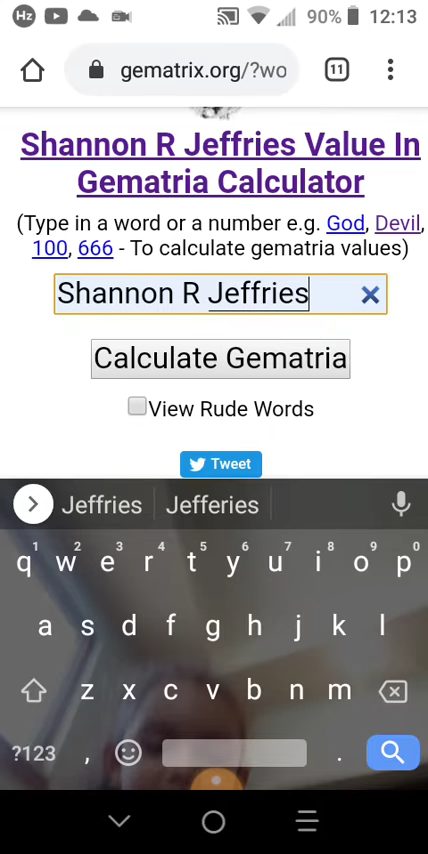 Hz 90% 12:13
gematrix.org/?wo 11
Shannon R Jeffries Value In
Gematria Calculator
(Type in a word or a number e.g. God, Devil,
100, 666 - To calculate gematria values)
Shannon R Jeffries
Calculate Gematria
View Rude Words
Tweet
Jeffries Jefferies
1 2 3 4 5 6 7 8 9 0
q w e r t y u i o p
a s d f g h j k l
z x c v b n m
?123 , .